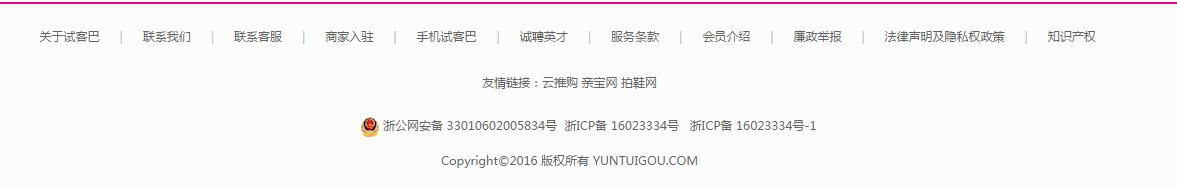 关于试客巴 | 联系我们 | 联系客服 | 商家入驻 | 手机试客巴 | 诚聘英才 | 服务条款 | 会员介绍 | 廉政举报 | 法律声明及隐私权政策 | 知识产权
友情链接：云推购 亲宝网 拍鞋网
浙公网安备 33010602005834号 浙ICP备 16023334号 浙ICP备 16023334号-1
Copyright©2016 版权所有 YUNTUIGOU.COM